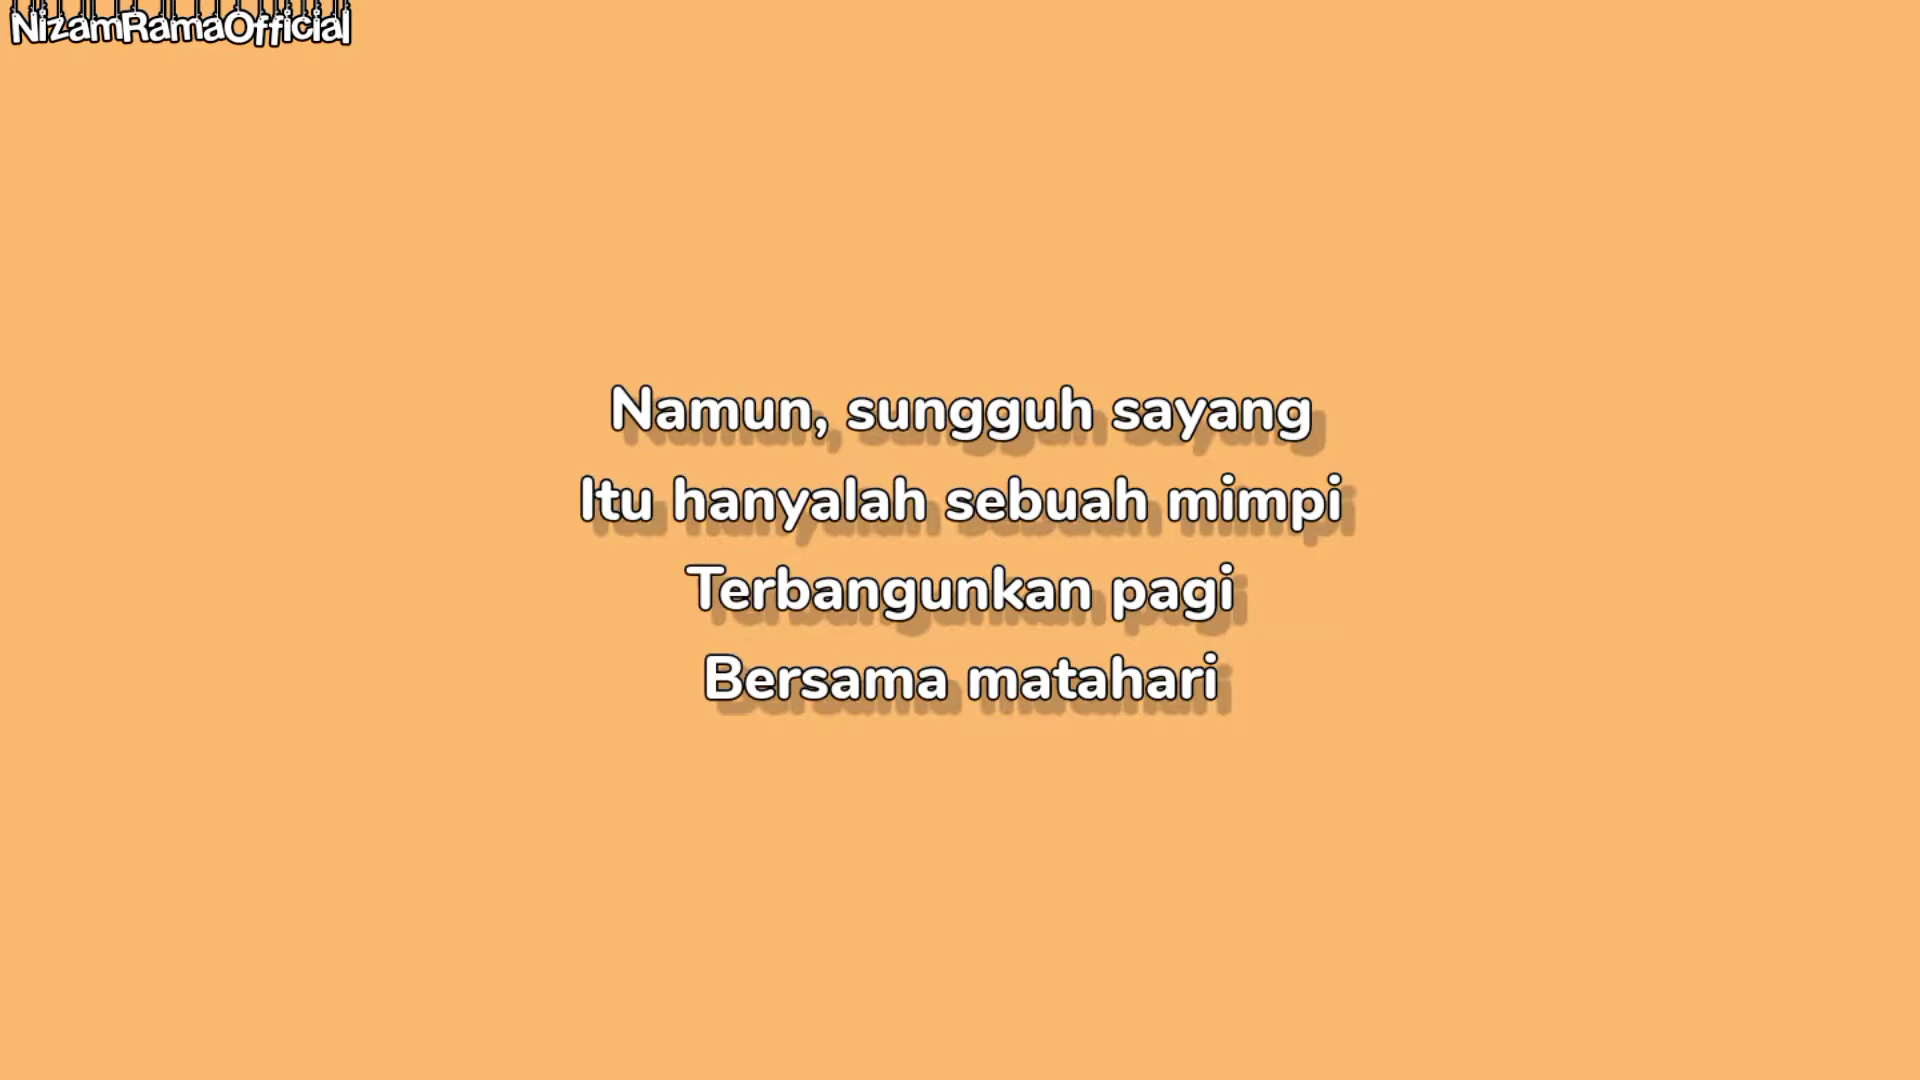 NizamRamaOfficial
Namun, sungguh sayang
Itu hanyalah sebuah mimpi
Terbangunkan pagi
Bersama matahari